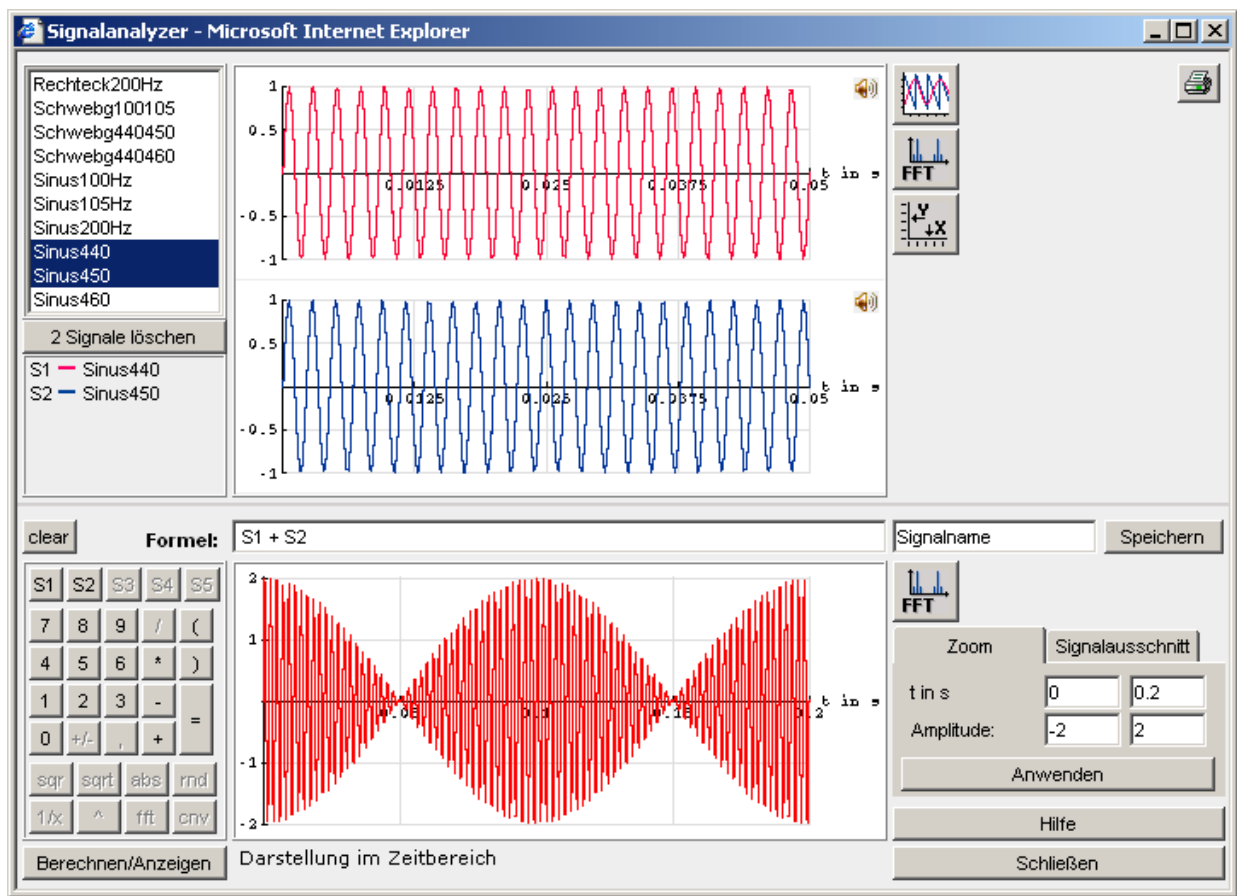 Signalanalyzer - Microsoft Internet Explorer
Rechteck200Hz
Schwebg100105
Schwebg440450
Schwebg440460
Sinus100Hz
Sinus105Hz
Sinus200Hz
Sinus440
Sinus450
Sinus460
2 Signale löschen
S1 Sinus440
S2 Sinus450
1
0.5
-0.5
-1
0.0125 0.025 0.0375 0.05
t in s
1
0.5
-0.5
-1
0.0125 0.025 0.0375 0.05
t in s
FFT
Y
X
clear
Formel:
S1 + S2
Signalname
Speichern
S1 S2 S3 S4 S5
7 8 9 / (
4 5 6 * )
1 2 3 - =
0 +/- , +
sqr sqrt abs rnd
1/x ^ fft cnv
Berechnen/Anzeigen
2
1
-1
-2
0.05 0.1 0.15 0.2
t in s
Darstellung im Zeitbereich
FFT
Zoom
Signalausschnitt
t in s 0 0.2
Amplitude: -2 2
Anwenden
Hilfe
Schließen